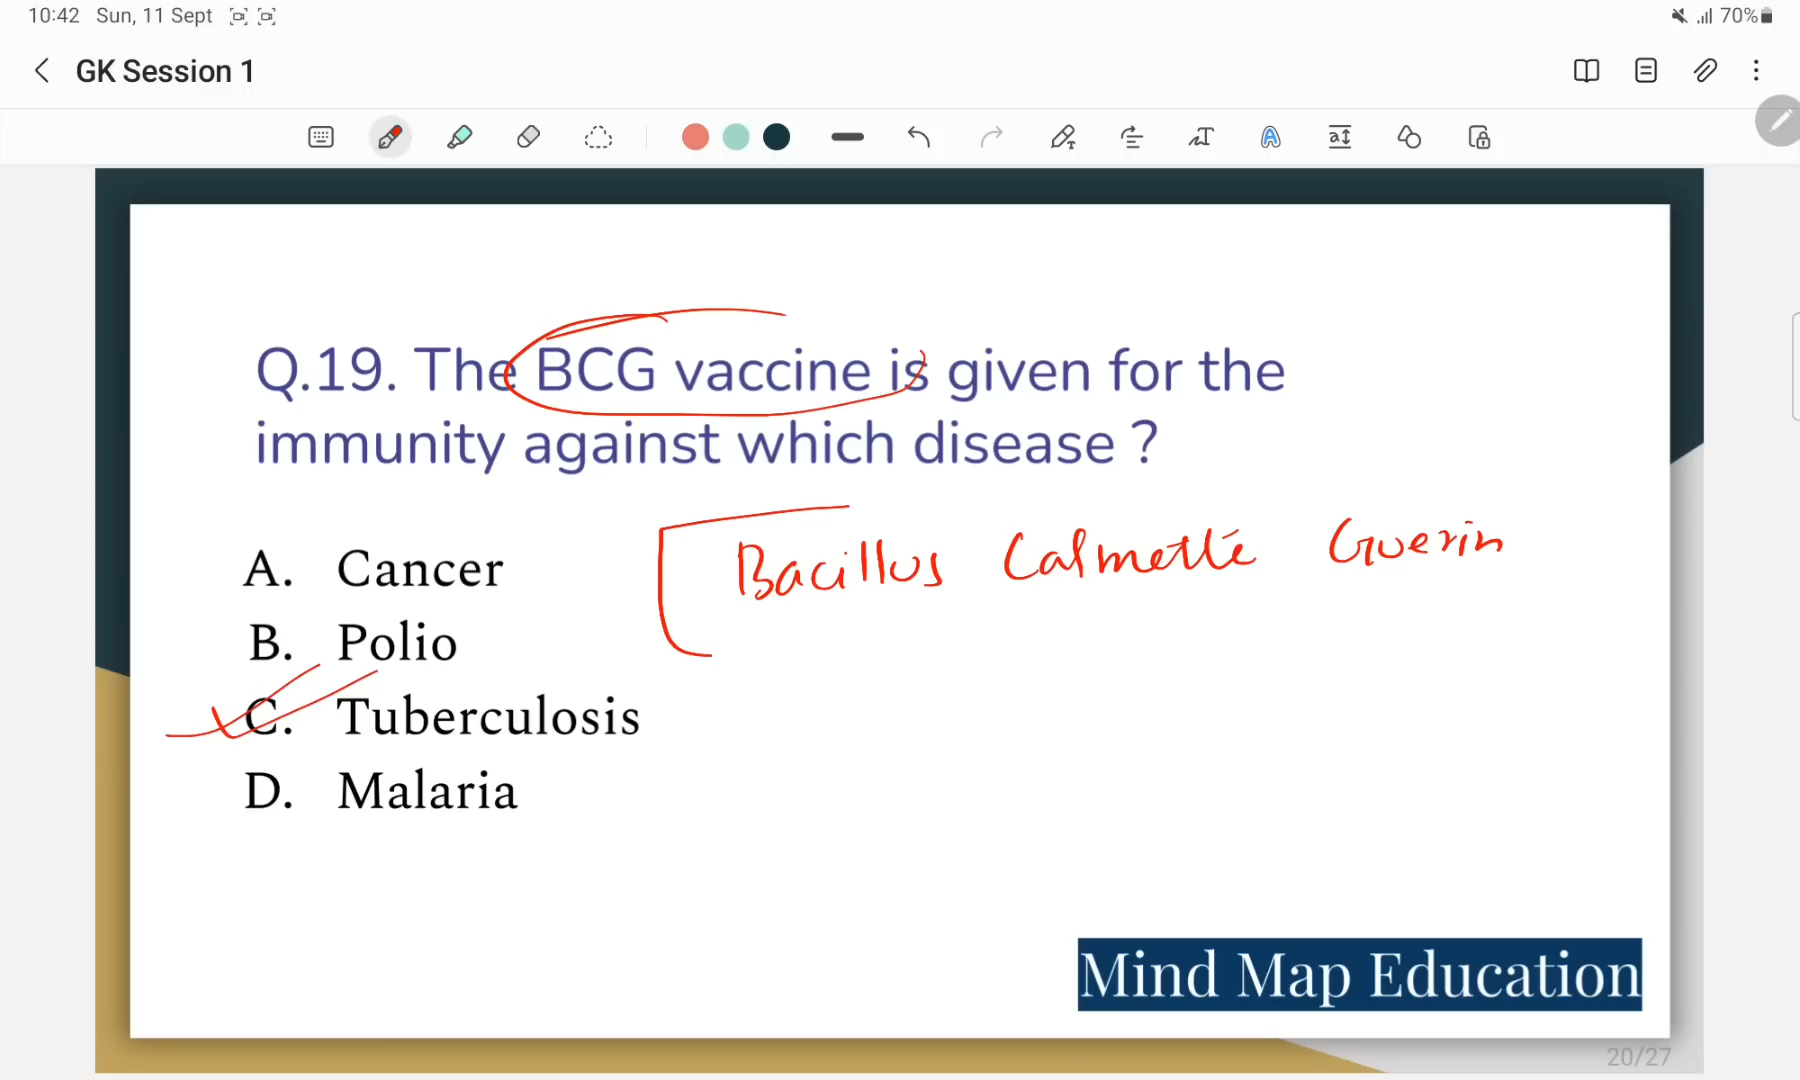 10:42 Sun, 11 Sept 70%
GK Session 1
Q.19. The BCG vaccine is given for the
immunity against which disease ?
Bacillus Calmette Guerin
A. Cancer
B. Polio
C. Tuberculosis
D. Malaria
Mind Map Education
20/27